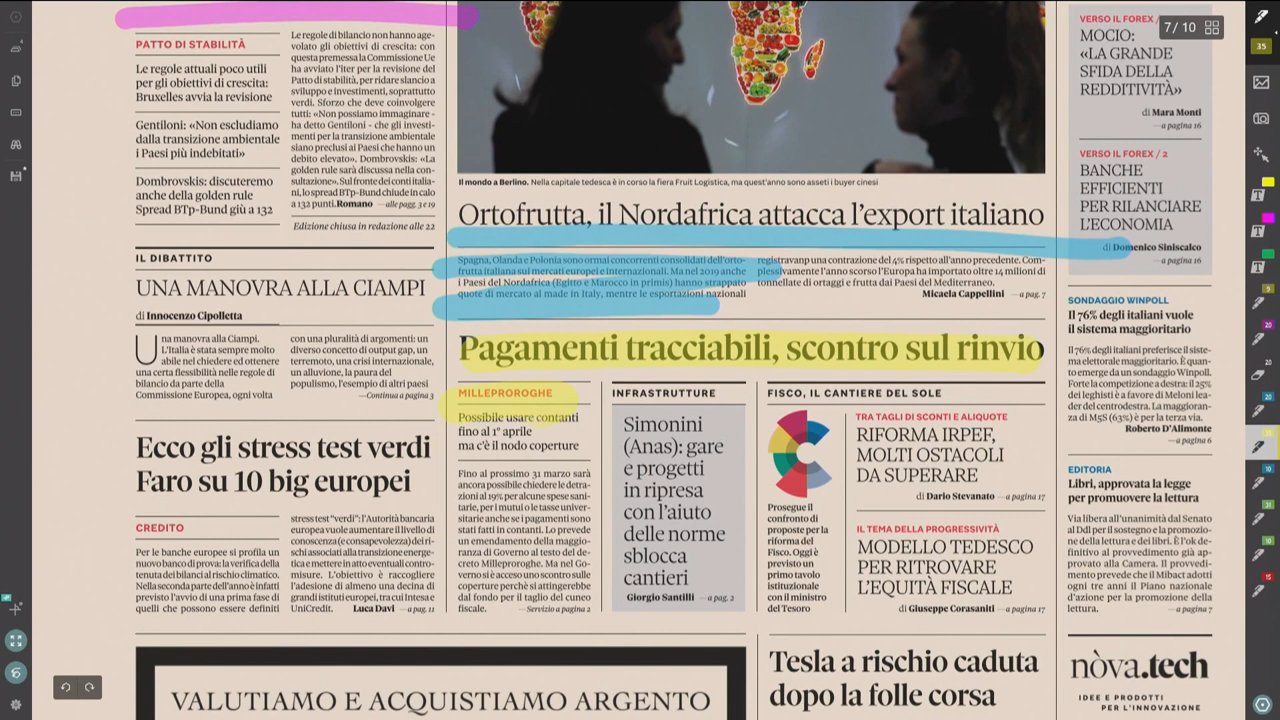 PATTO DI STABILITÀ
Le regole attuali poco utili
per gli obiettivi di crescita:
Bruxelles avvia la revisione
Gentiloni: «Non escludiamo
dalla transizione ambientale
i Paesi più indebitati»
Dombrovskis: discuteremo
anche della golden rule
Spread BTp-Bund giù a 132
Le regole di bilancio non hanno age-
volato gli obiettivi di crescita: con
questa premessa la Commissione Ue
ha avviato l'iter per la revisione del
Patto di stabilità, per ridare slancio a
sviluppo e investimenti, soprattutto
verdi. Sforzo che deve coinvolgere
tutti: «Non possiamo immaginare -
ha detto Gentiloni - che gli investi-
menti per la transizione ambientale
siano preclusi ai Paesi che hanno un
debito elevato». Dombrovskis: «La
golden rule sarà discussa nella con-
sultazione». Sul fronte dei conti italia-
ni, lo spread BTp-Bund chiude in calo
a 132 punti. Romano —alle pagg. 3 e 19
Edizione chiusa in redazione alle 22
IL DIBATTITO
UNA MANOVRA ALLA CIAMPI
di Innocenzo Cipolletta
Una manovra alla Ciampi.
L'Italia è stata sempre molto
abile nel chiedere ed ottenere
una certa flessibilità nelle regole di
bilancio da parte della
Commissione Europea, ogni volta
con una pluralità di argomenti: un
diverso concetto di output gap, un
terremoto, una crisi internazionale,
un alluvione, la paura del
populismo, l'esempio di altri paesi
—Continua a pagina 3
Ecco gli stress test verdi
Faro su 10 big europei
CREDITO
Per le banche europee si profila un
nuovo banco di prova: la verifica della
tenuta dei bilanci al rischio climatico.
Nella seconda parte dell'anno è infatti
previsto l'avvio di una prima fase di
quelli che possono essere definiti
stress test "verdi": l'Autorità bancaria
europea vuole aumentare il livello di
conoscenza (e consapevolezza) dei ri-
schi associati alla transizione energe-
tica e mettere in atto eventuali contro-
misure. L'obiettivo è raccogliere
l'adesione di almeno una decina di
grandi istituti europei, tra cui Intesa e
UniCredit. Luca Davi —a pag. 11
Il mondo a Berlino. Nella capitale tedesca è in corso la fiera Fruit Logistica, ma quest'anno sono asseti i buyer cinesi
Ortofrutta, il Nordafrica attacca l'export italiano
Spagna, Olanda e Polonia sono ormai concorrenti consolidati dell'orto-
frutta italiana sui mercati europei e internazionali. Ma nel 2019 anche
i Paesi del Nordafrica (Egitto e Marocco in primis) hanno strappato
quote di mercato al made in Italy, mentre le esportazioni nazionali
registravanp una contrazione del 4% rispetto all'anno precedente. Com-
plessivamente l'anno scorso l'Europa ha importato oltre 14 milioni di
tonnellate di ortaggi e frutta dai Paesi del Mediterraneo.
Micaela Cappellini —a pag. 7
Pagamenti tracciabili, scontro sul rinvio
MILLEPROROGHE
Possibile usare contanti
fino al 1° aprile
ma c'è il nodo coperture
Fino al prossimo 31 marzo sarà
ancora possibile chiedere le detra-
zioni al 19% per alcune spese sani-
tarie, per i mutui o le tasse univer-
sitarie anche se i pagamenti sono
stati fatti in contanti. Lo prevede
un emendamento della maggio-
ranza di Governo al testo del de-
creto Milleproroghe. Ma nel Go-
verno si è acceso uno scontro sulle
coperture perchè si attingerebbe
dal fondo per il taglio del cuneo
fiscale. —Servizio a pagina 2
INFRASTRUTTURE
Simonini
(Anas): gare
e progetti
in ripresa
con l'aiuto
delle norme
sblocca
cantieri
Giorgio Santilli —a pag. 2
FISCO, IL CANTIERE DEL SOLE
Prosegue il
confronto di
proposte per la
riforma del
Fisco. Oggi è
previsto un
primo tavolo
istituzionale
con il ministro
del Tesoro
TRA TAGLI DI SCONTI E ALIQUOTE
RIFORMA IRPEF,
MOLTI OSTACOLI
DA SUPERARE
di Dario Stevanato —a pagina 17
IL TEMA DELLA PROGRESSIVITÀ
MODELLO TEDESCO
PER RITROVARE
L'EQUITÀ FISCALE
di Giuseppe Corasaniti —a pagina 17
VERSO IL FOREX /
7 / 10
MOCIO:
«LA GRANDE
SFIDA DELLA
REDDITIVITÀ»
di Mara Monti
—a pagina 16
VERSO IL FOREX / 2
BANCHE
EFFICIENTI
PER RILANCIARE
L'ECONOMIA
di Domenico Siniscalco
—a pagina 16
SONDAGGIO WINPOLL
Il 76% degli italiani vuole
il sistema maggioritario
Il 76% degli italiani preferisce il siste-
ma elettorale maggioritario. È quan-
to emerge da un sondaggio Winpoll.
Forte la competizione a destra: il 25%
dei leghisti è a favore di Meloni lea-
der del centrodestra. La maggioran-
za di M5S (63%) è per la terza via.
Roberto D'Alimonte
—a pagina 6
EDITORIA
Libri, approvata la legge
per promuovere la lettura
Via libera all'unanimità dal Senato
al Ddl per il sostegno e la promozio-
ne della lettura e dei libri. È l'ok de-
finitivo al provvedimento già ap-
provato alla Camera. Il provvedi-
mento prevede che il Mibact adotti
ogni tre anni il Piano nazionale
d'azione per la promozione della
lettura. —a pagina 7
VALUTIAMO E ACQUISTIAMO ARGENTO
Tesla a rischio caduta
dopo la folle corsa
nòva.tech
IDEE E PRODOTTI
PER L'INNOVAZIONE
35
T
T
T
9
20
20
20
10
31
10
15